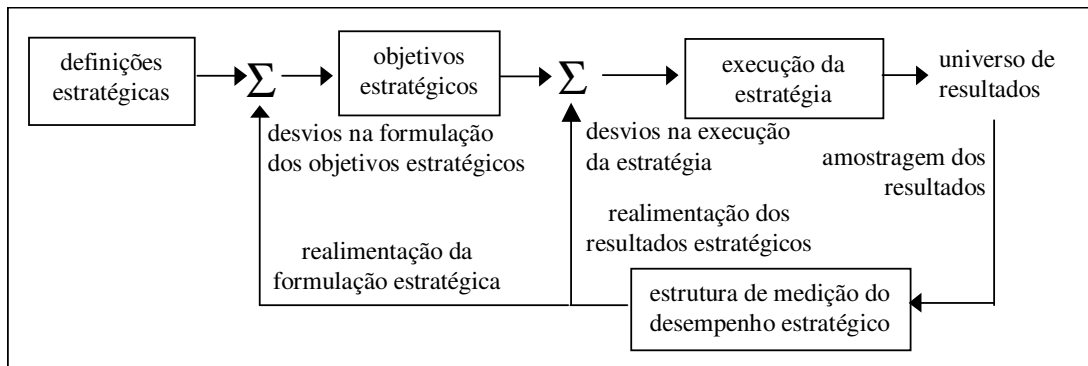 definições
estratégicas
Σ
objetivos
estratégicos
Σ
execução da
estratégia
universo de
resultados
desvios na formulação
dos objetivos estratégicos
desvios na execução
da estratégia
amostragem dos
resultados
realimentação da
formulação estratégica
realimentação dos
resultados estratégicos
estrutura de medição do
desempenho estratégico